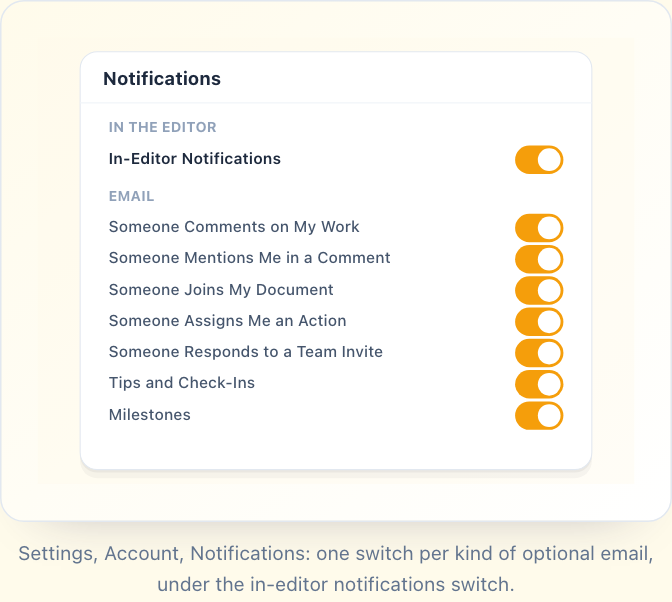 Notifications
IN THE EDITOR
In-Editor Notifications
EMAIL
Someone Comments on My Work
Someone Mentions Me in a Comment
Someone Joins My Document
Someone Assigns Me an Action
Someone Responds to a Team Invite
Tips and Check-Ins
Milestones
Settings, Account, Notifications: one switch per kind of optional email,
under the in-editor notifications switch.